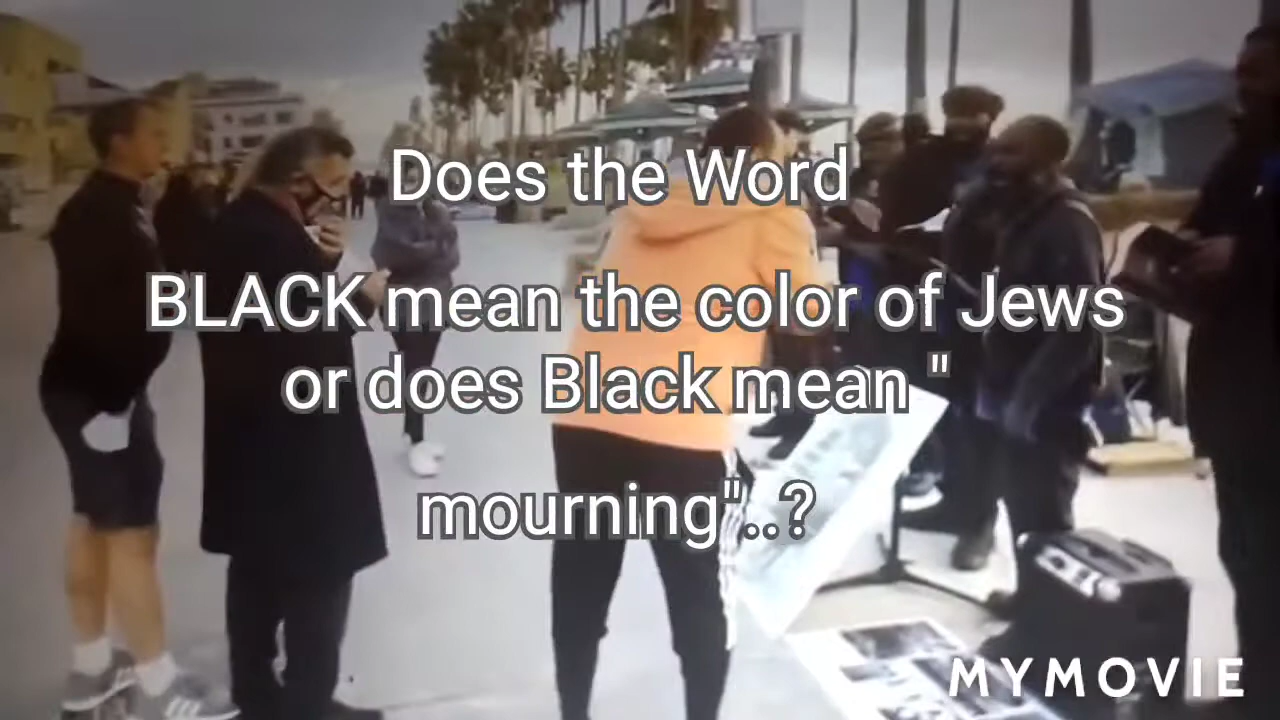 Does the Word
BLACK mean the color of Jews
or does Black mean "
mourning"..?
MYMOVIE